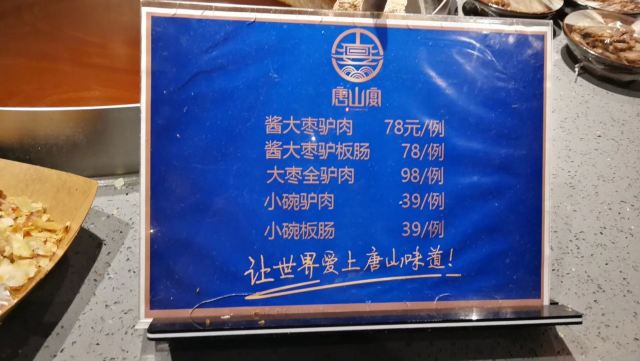 唐山宴
酱大枣驴肉 78元/例
酱大枣驴板肠 78/例
大枣全驴肉 98/例
小碗驴肉 39/例
小碗板肠 39/例
让世界爱上唐山味道!